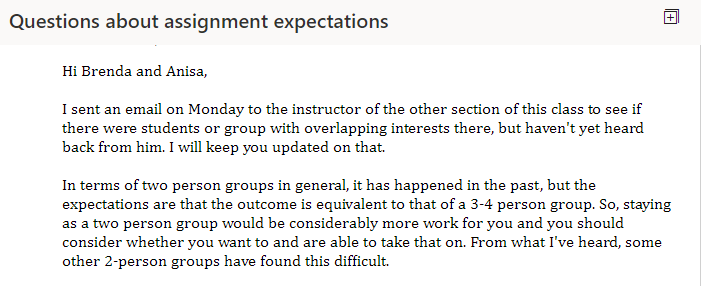 Questions about assignment expectations
Hi Brenda and Anisa,
I sent an email on Monday to the instructor of the other section of this class to see if
there were students or group with overlapping interests there, but haven't yet heard
back from him. I will keep you updated on that.
In terms of two person groups in general, it has happened in the past, but the
expectations are that the outcome is equivalent to that of a 3-4 person group. So, staying
as a two person group would be considerably more work for you and you should
consider whether you want to and are able to take that on. From what I've heard, some
other 2-person groups have found this difficult.